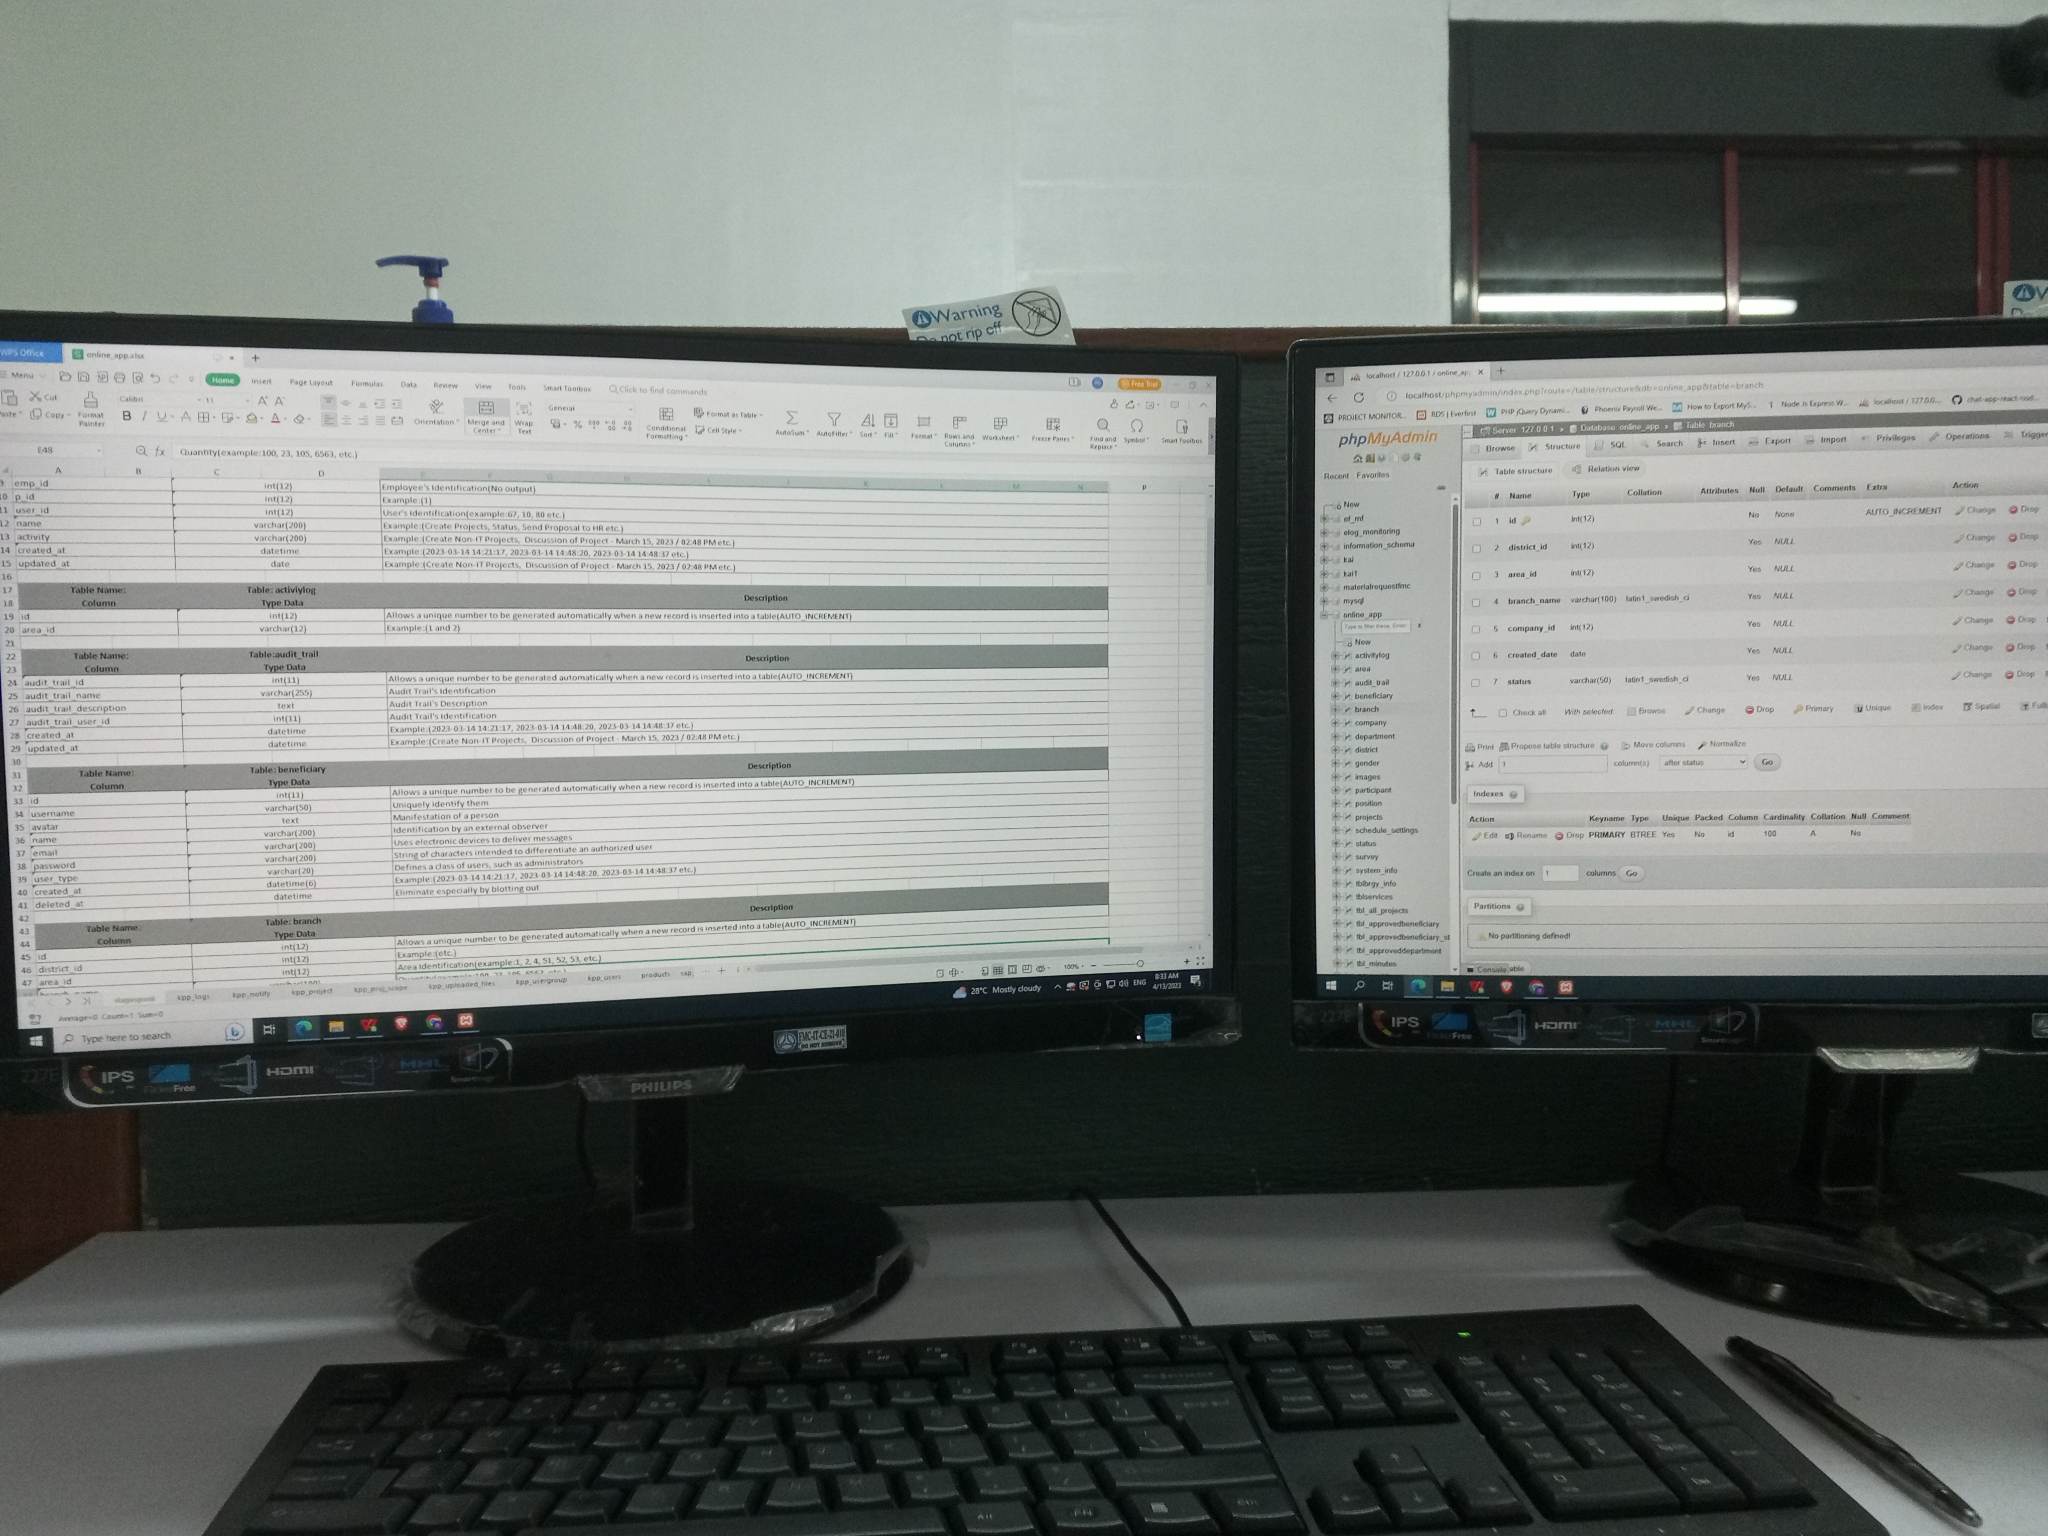 Warning
Do not rip off
WPS Office
online_app.xlsx
Menu
Home
Insert
Page Layout
Formulas
Data
Review
View
Tools
Smart Toolbox
Click to find commands
Free Trial
Paste
Cut
Copy
Format Painter
Calibri
11
Orientation
Merge and Center
Wrap Text
General
Conditional Formatting
Format as Table
Cell Style
AutoSum
AutoFilter
Sort
Fill
Format
Rows and Columns
Worksheet
Freeze Panes
Find and Replace
Symbol
Smart Toolbox
E48
fx
Quantity(example:100, 23, 105, 6563, etc.)
A B C D
9 emp_id int(12) Employee's Identification(No output)
10 p_id int(12) Example:(1)
11 user_id int(12) User's Identification(example:67, 10, 80 etc.)
12 name varchar(200) Example:(Create Projects, Status, Send Proposal to HR etc.)
13 activity varchar(200) Example:(Create Non-IT Projects, Discussion of Project - March 15, 2023 / 02:48 PM etc.)
14 created_at datetime Example:(2023-03-14 14:21:17, 2023-03-14 14:48:20, 2023-03-14 14:48:37 etc.)
15 updated_at date Example:(Create Non-IT Projects, Discussion of Project - March 15, 2023 / 02:48 PM etc.)
16
17 Table Name: Table: activiylog Description
18 Column Type Data
19 id int(12) Allows a unique number to be generated automatically when a new record is inserted into a table(AUTO_INCREMENT)
20 area_id varchar(12) Example:(1 and 2)
21
22 Table Name: Table:audit_trail Description
23 Column Type Data
24 audit_trail_id int(11) Allows a unique number to be generated automatically when a new record is inserted into a table(AUTO_INCREMENT)
25 audit_trail_name varchar(255) Audit Trail's Identification
26 audit_trail_description text Audit Trail's Description
27 audit_trail_user_id int(11) Audit Trail's Identification
28 created_at datetime Example:(2023-03-14 14:21:17, 2023-03-14 14:48:20, 2023-03-14 14:48:37 etc.)
29 updated_at datetime Example:(Create Non-IT Projects, Discussion of Project - March 15, 2023 / 02:48 PM etc.)
30
31 Table Name: Table: beneficiary Description
32 Column Type Data
33 id int(11) Allows a unique number to be generated automatically when a new record is inserted into a table(AUTO_INCREMENT)
34 username varchar(50) Uniquely identify them
35 avatar text Manifestation of a person
36 name varchar(200) Identification by an external observer
37 email varchar(200) Uses electronic devices to deliver messages
38 password varchar(200) String of characters intended to differentiate an authorized user
39 user_type varchar(20) Defines a class of users, such as administrators
40 created_at datetime(6) Example:(2023-03-14 14:21:17, 2023-03-14 14:48:20, 2023-03-14 14:48:37 etc.)
41 deleted_at datetime Eliminate especially by blotting out
42
43 Table Name: Table: branch Description
44 Column Type Data
45 id int(12) Allows a unique number to be generated automatically when a new record is inserted into a table(AUTO_INCREMENT)
46 district_id int(12) Example:(etc.)
47 area_id int(12) Area Identification(example:1, 2, 4, 51, 52, 53, etc.)
kpp_logs kpp_notify kpp_project kpp_proj_scope kpp_uploaded_files kpp_usergroup kpp_users products
Average=0 Count=1 Sum=0
100%
Type here to search
28°C Mostly cloudy
ENG
8:33 AM
4/13/2023
227E
IPS
FlickerFree
HDMI
MHL
SmartImage
PHILIPS
FMC-IT-CE-21-011
DO NOT REMOVE
localhost / 127.0.0.1 / online_ap
localhost/phpmyadmin/index.php?route=/table/structure&db=online_app&table=branch
PROJECT MONITOR...
RDS | Everfirst
PHP jQuery Dynami...
Phoenix Payroll We...
How to Export MyS...
Node Js Express W...
localhost / 127.0.0...
chat-app-react-nod...
phpMyAdmin
Recent Favorites
New
ef_mf
elog_monitoring
information_schema
kai
kai1
materialrequestfmc
mysql
online_app
New
activitylog
area
audit_trail
beneficiary
branch
company
department
district
gender
images
participant
position
projects
schedule_settings
status
survey
system_info
tblbrgy_info
tblservices
tbl_all_projects
tbl_approvedbeneficiary
tbl_approvedbeneficiary_st
tbl_approveddepartment
tbl_minutes
Server: 127.0.0.1 » Database: online_app » Table: branch
Browse Structure SQL Search Insert Export Import Privileges Operations Trigger
Table structure Relation view
# Name Type Collation Attributes Null Default Comments Extra Action
1 id int(12) No None AUTO_INCREMENT Change Drop
2 district_id int(12) Yes NULL Change Drop
3 area_id int(12) Yes NULL Change Drop
4 branch_name varchar(100) latin1_swedish_ci Yes NULL Change Drop
5 company_id int(12) Yes NULL Change Drop
6 created_date date Yes NULL Change Drop
7 status varchar(50) latin1_swedish_ci Yes NULL Change Drop
Check all With selected: Browse Change Drop Primary Unique Index Spatial
Print Propose table structure Move columns Normalize
Add 1 column(s) after status Go
Indexes
Action Keyname Type Unique Packed Column Cardinality Collation Null Comment
Edit Rename Drop PRIMARY BTREE Yes No id 100 A No
Create an index on 1 columns Go
Partitions
No partitioning defined!
Console
IPS
HDMI
MHL